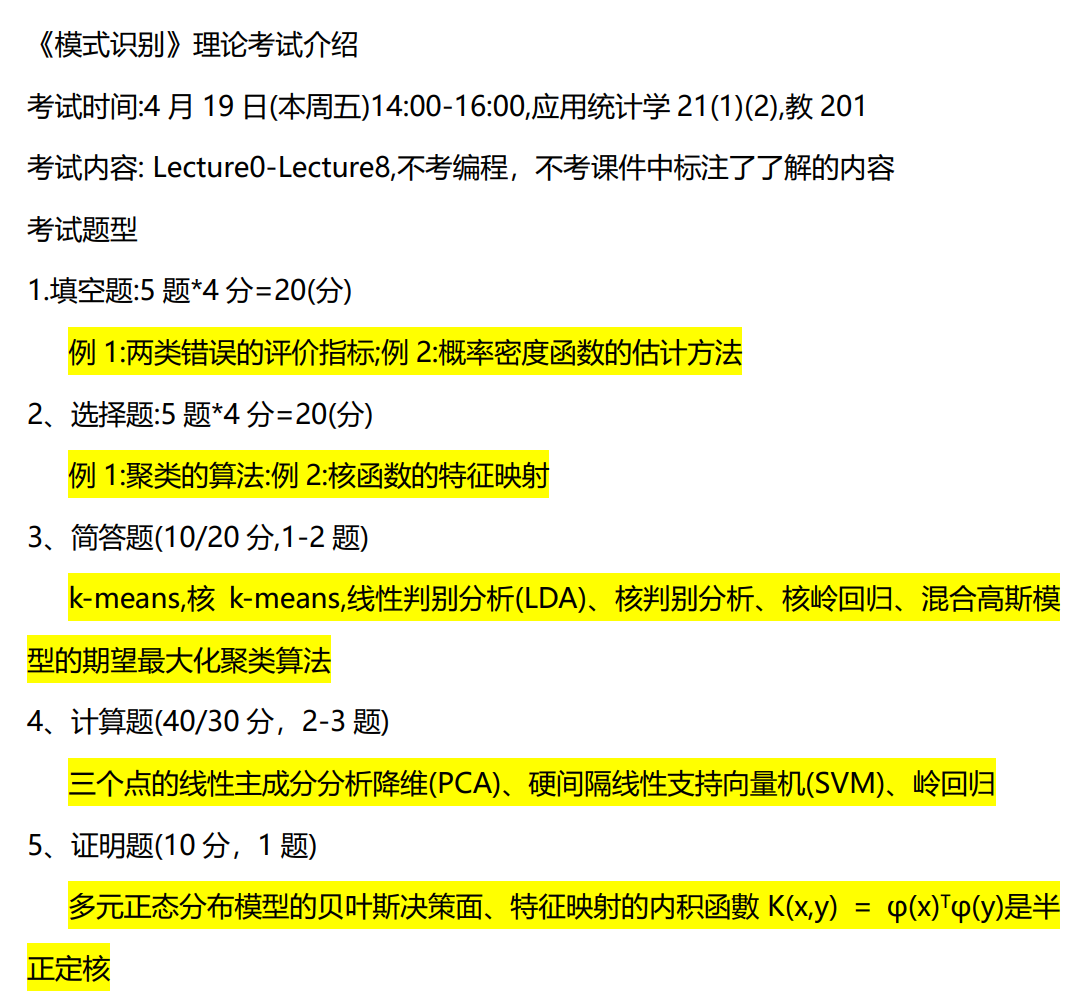 《模式识别》理论考试介绍
考试时间:4 月 19 日(本周五)14:00-16:00,应用统计学 21(1)(2),教 201
考试内容: Lecture0-Lecture8,不考编程，不考课件中标注了了解的内容
考试题型
1.填空题:5 题*4 分=20(分)
例 1:两类错误的评价指标;例 2:概率密度函数的估计方法
2、选择题:5 题*4 分=20(分)
例 1:聚类的算法:例 2:核函数的特征映射
3、简答题(10/20 分,1-2 题)
k-means,核 k-means,线性判别分析(LDA)、核判别分析、核岭回归、混合高斯模
型的期望最大化聚类算法
4、计算题(40/30 分，2-3 题)
三个点的线性主成分分析降维(PCA)、硬间隔线性支持向量机(SVM)、岭回归
5、证明题(10 分，1 题)
多元正态分布模型的贝叶斯决策面、特征映射的内积函數 K(x,y) = φ(x)ᵀφ(y)是半
正定核